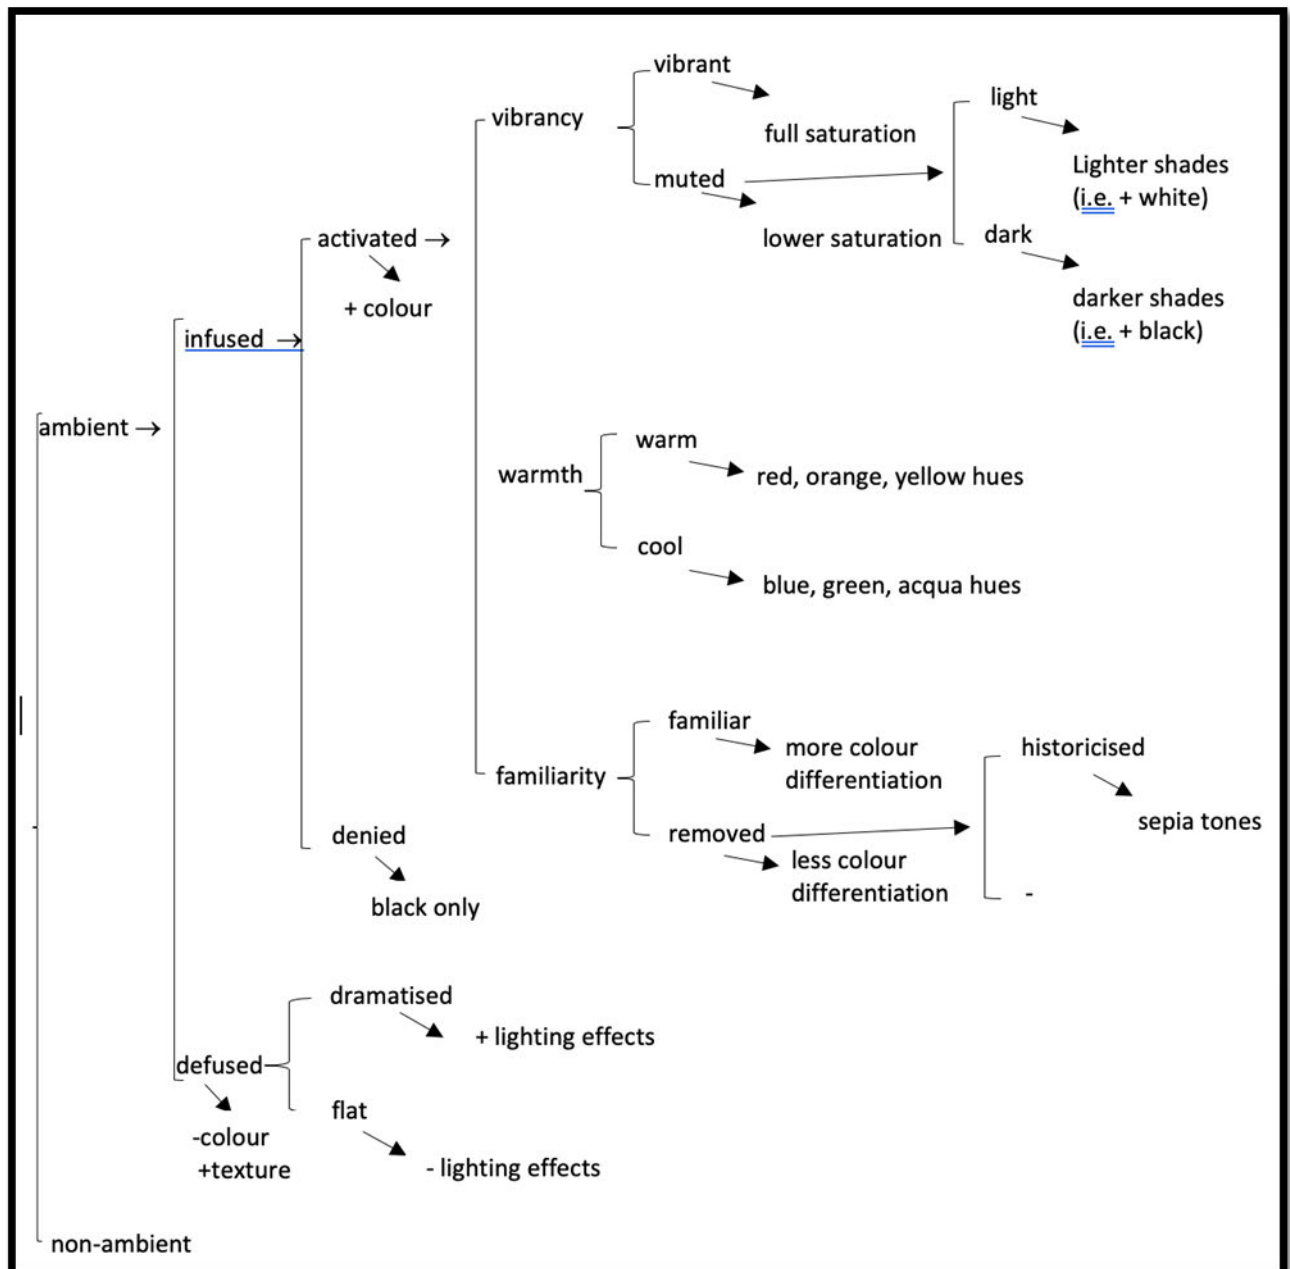 vibrant
light
vibrancy
full saturation
Lighter shades
(i.e. + white)
muted
lower saturation
dark
activated →
+ colour
darker shades
(i.e. + black)
infused →
ambient →
warm
warmth
red, orange, yellow hues
cool
blue, green, acqua hues
familiar
more colour
differentiation
historicised
familiarity
sepia tones
removed
less colour
differentiation
-
denied
black only
dramatised
+ lighting effects
defused
flat
-colour
+texture
- lighting effects
non-ambient